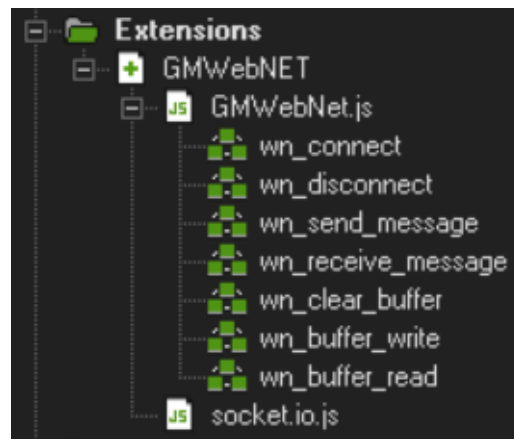 Extensions
GMWebNET
GMWebNet.js
wn_connect
wn_disconnect
wn_send_message
wn_receive_message
wn_clear_buffer
wn_buffer_write
wn_buffer_read
socket.io.js